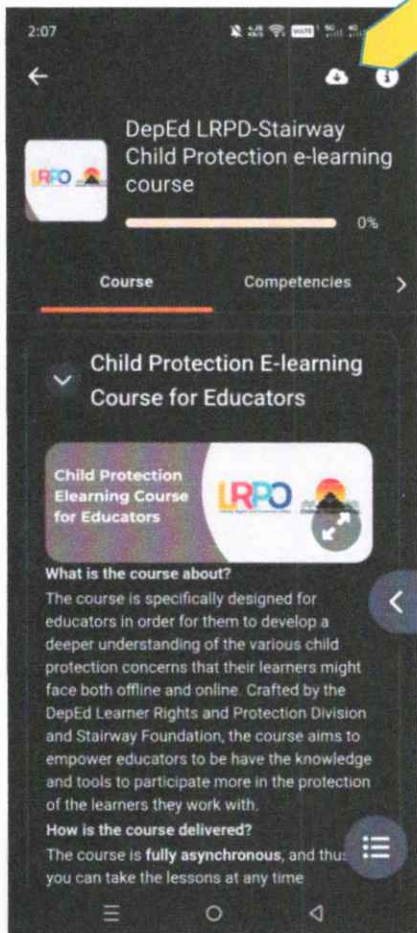 2:07
DepEd LRPD-Stairway
Child Protection e-learning
course
LRPO
0%
Course
Competencies
Child Protection E-learning
Course for Educators
Child Protection
Elearning Course
for Educators
LRPO
What is the course about?
The course is specifically designed for
educators in order for them to develop a
deeper understanding of the various child
protection concerns that their learners might
face both offline and online. Crafted by the
DepEd Learner Rights and Protection Division
and Stairway Foundation, the course aims to
empower educators to be have the knowledge
and tools to participate more in the protection
of the learners they work with.
How is the course delivered?
The course is fully asynchronous, and thu
you can take the lessons at any time